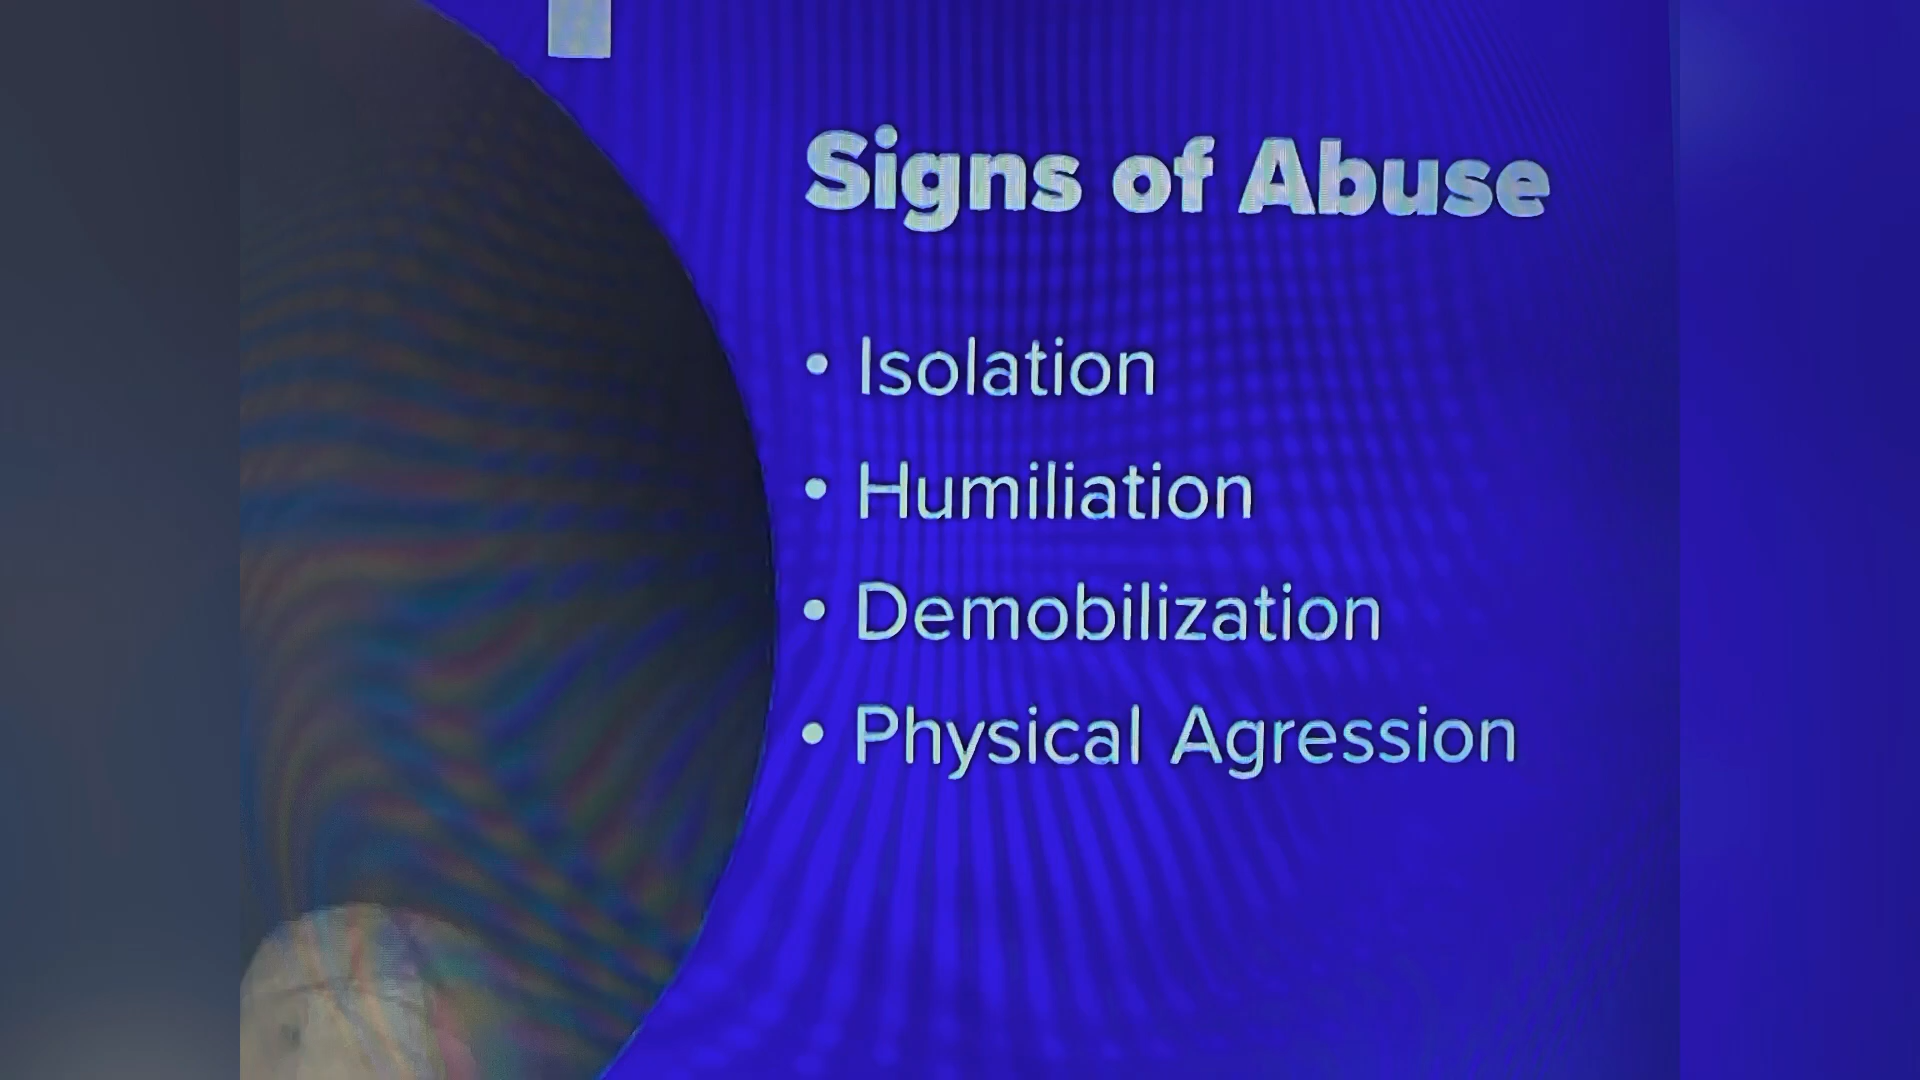 Signs of Abuse
• Isolation
• Humiliation
• Demobilization
• Physical Agression